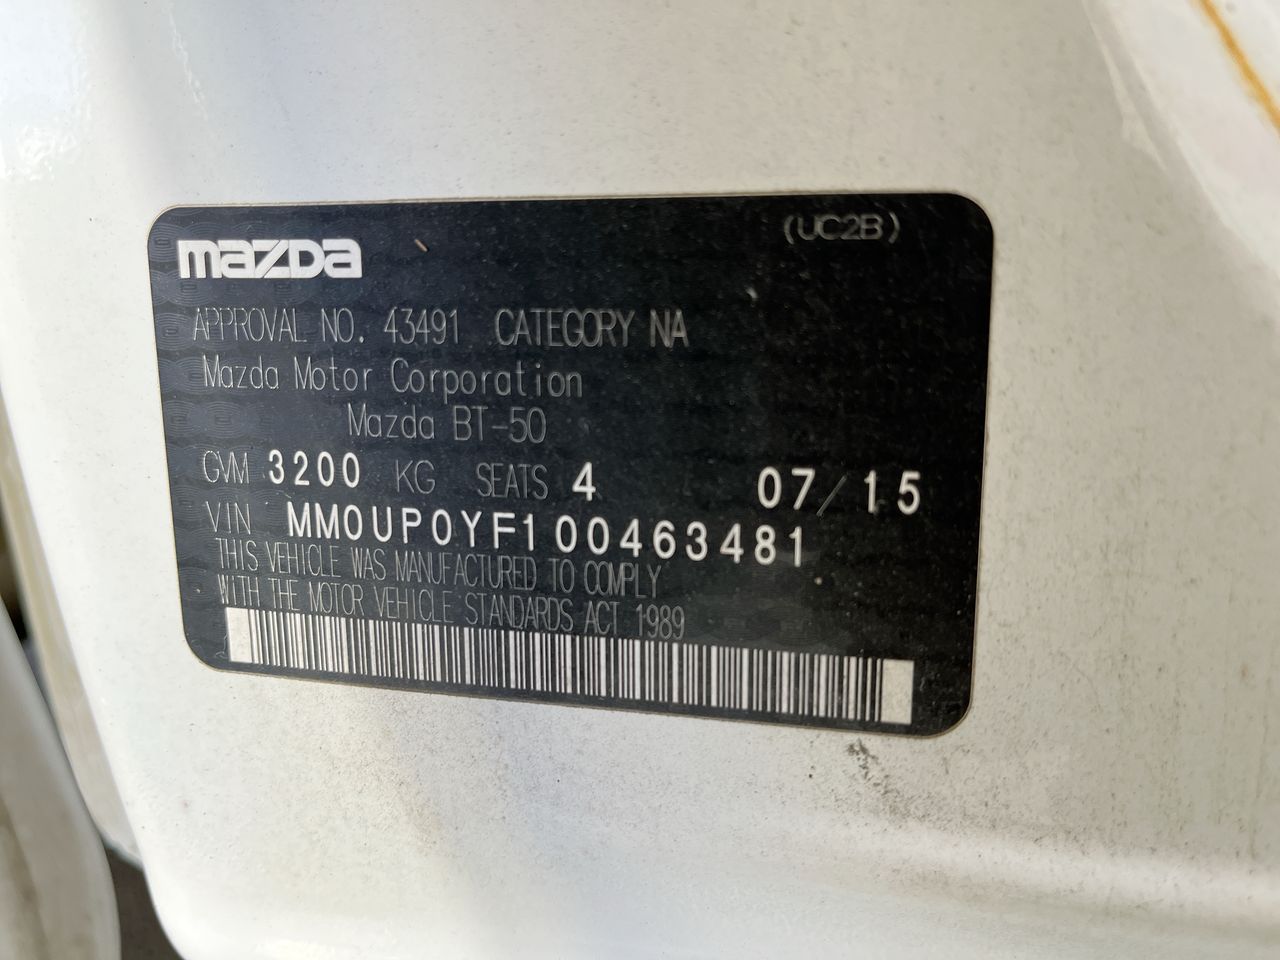 mazda (UC2B)
APPROVAL NO. 43491 CATEGORY NA
Mazda Motor Corporation
Mazda BT-50
GVM 3200 KG SEATS 4 07/15
VIN MM0UP0YF100463481
THIS VEHICLE WAS MANUFACTURED TO COMPLY
WITH THE MOTOR VEHICLE STANDARDS ACT 1989